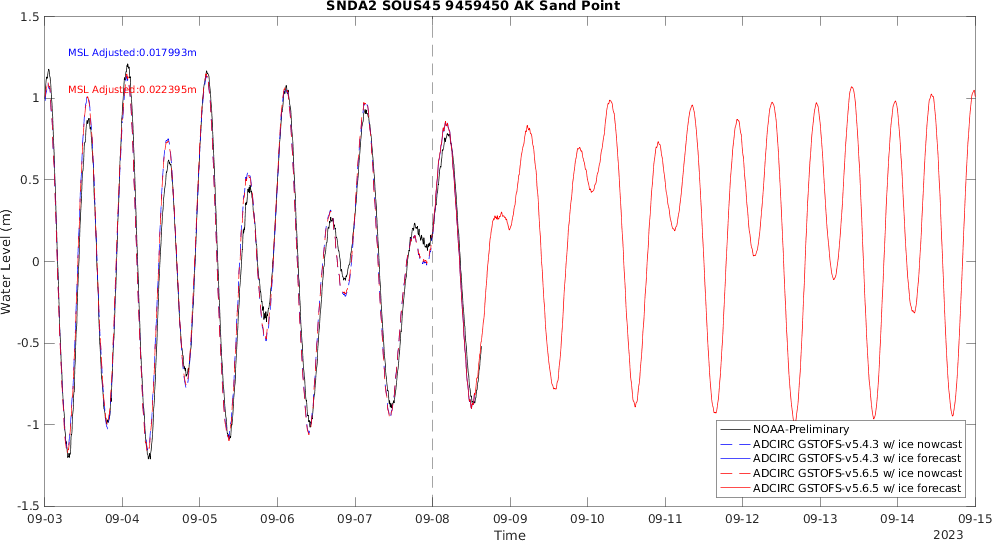 SNDA2 SOUS45 9459450 AK Sand Point
1.5
MSL Adjusted:0.017993m
MSL Adjusted:0.022395m
1
0.5
0
-0.5
-1
-1.5
Water Level (m)
NOAA-Preliminary
ADCIRC GSTOFS-v5.4.3 w/ ice nowcast
ADCIRC GSTOFS-v5.4.3 w/ ice forecast
ADCIRC GSTOFS-v5.6.5 w/ ice nowcast
ADCIRC GSTOFS-v5.6.5 w/ ice forecast
09-03 09-04 09-05 09-06 09-07 09-08 09-09 09-10 09-11 09-12 09-13 09-14 09-15
Time
2023